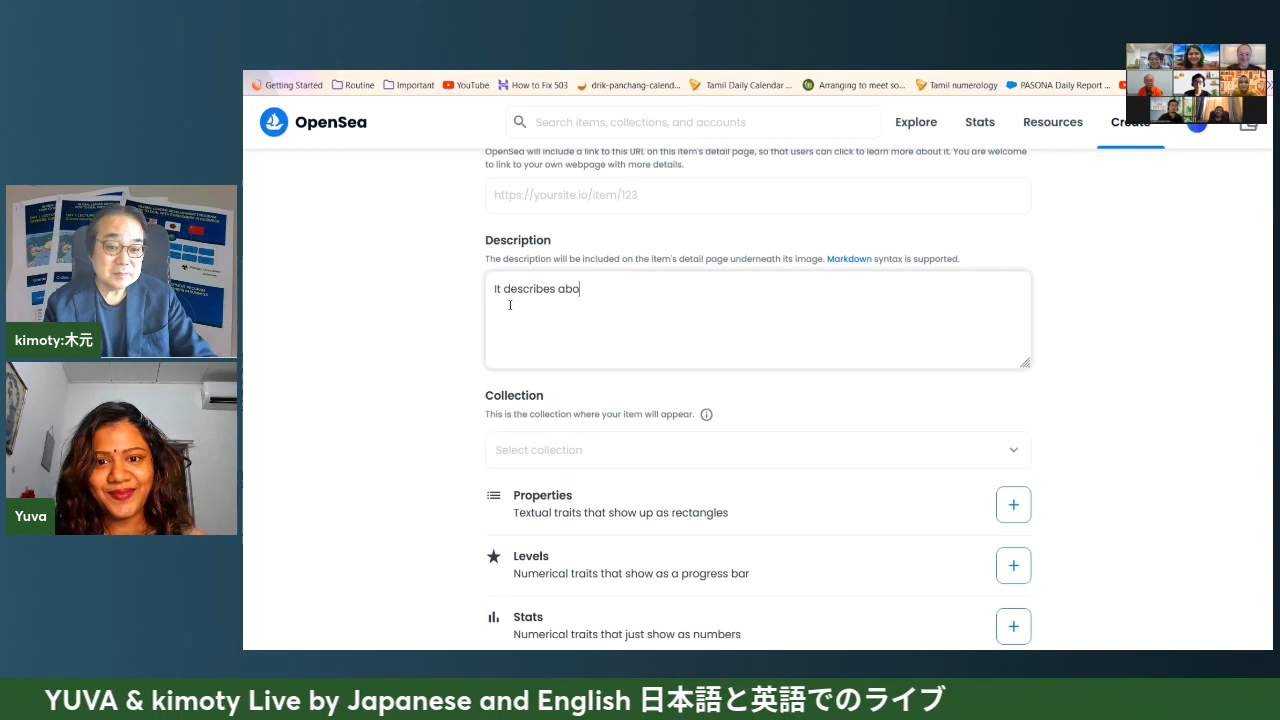 Getting Started
Routine
Important
YouTube
How to Fix 503
drik-panchang-calend...
Tamil Daily Calendar ...
Arranging to meet so...
Tamil numerology
PASONA Daily Report ...
OpenSea
Search items, collections, and accounts
Explore
Stats
Resources
Create
OpenSea will include a link to this URL on this item's detail page, so that users can click to learn more about it. You are welcome
to link to your own webpage with more details.
https://yoursite.io/item/123
Description
The description will be included on the item's detail page underneath its image. Markdown syntax is supported.
It describes abo
Collection
This is the collection where your item will appear.
Select collection
Properties
Textual traits that show up as rectangles
Levels
Numerical traits that show as a progress bar
Stats
Numerical traits that just show as numbers
kimoty:木元
Yuva
YUVA & kimoty Live by Japanese and English 日本語と英語でのライブ